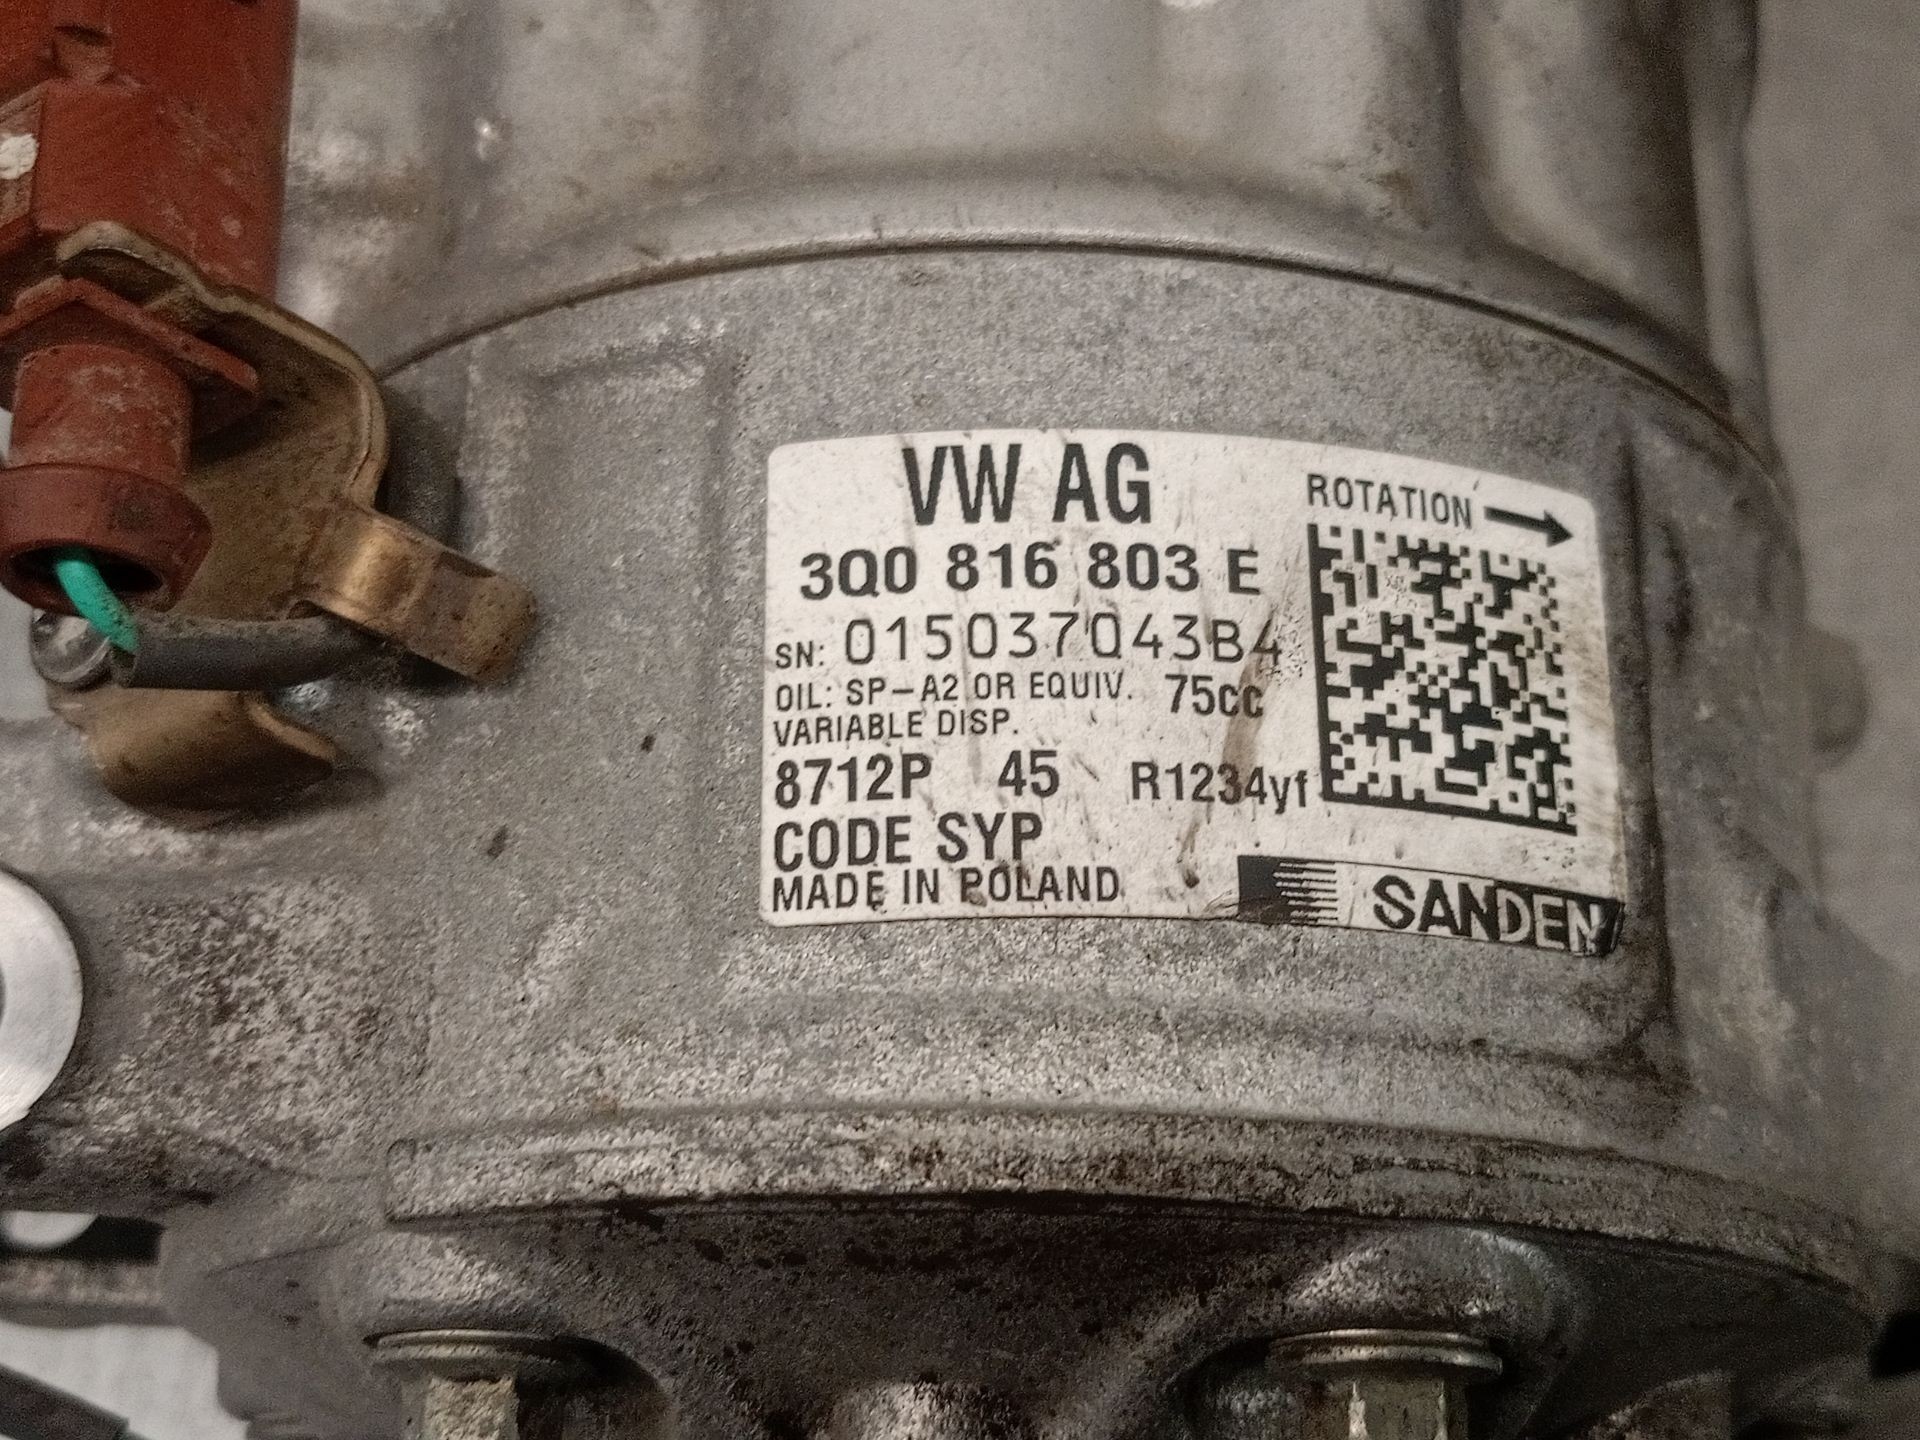 VW AG
ROTATION
3Q0 816 803 E
SN: 015037043B4
OIL: SP-A2 OR EQUIV. 75cc
VARIABLE DISP.
8712P 45 R1234yf
CODE SYP
MADE IN POLAND
SANDEN